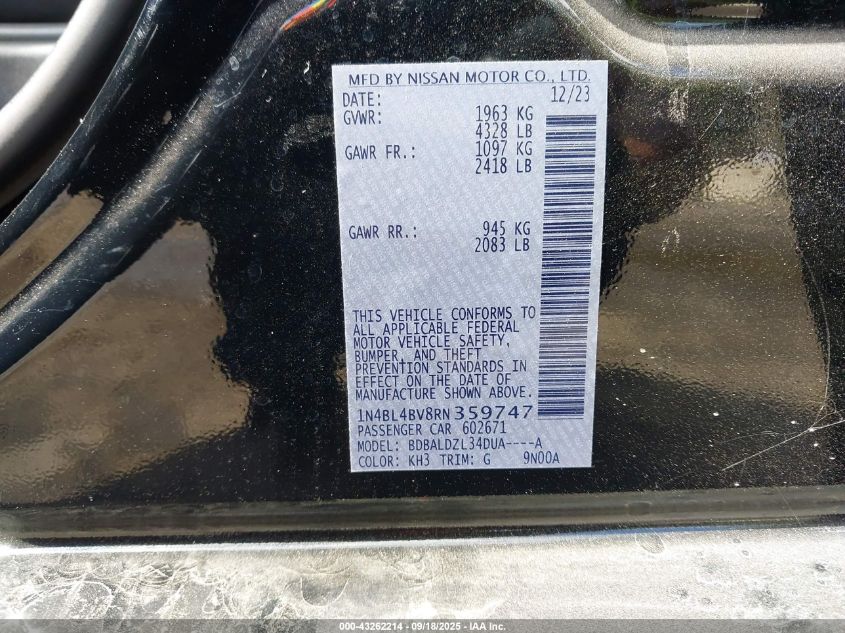 MFD BY NISSAN MOTOR CO., LTD.
DATE: 12/23
GVWR: 1963 KG
4328 LB
GAWR FR.: 1097 KG
2418 LB
GAWR RR.: 945 KG
2083 LB
THIS VEHICLE CONFORMS TO
ALL APPLICABLE FEDERAL
MOTOR VEHICLE SAFETY,
BUMPER, AND THEFT
PREVENTION STANDARDS IN
EFFECT ON THE DATE OF
MANUFACTURE SHOWN ABOVE.
1N4BL4BV8RN359747
PASSENGER CAR 602671
MODEL: BDBALDZL34DUA----A
COLOR: KH3 TRIM: G 9N00A
000-43262214 - 09/18/2025 - IAA Inc.